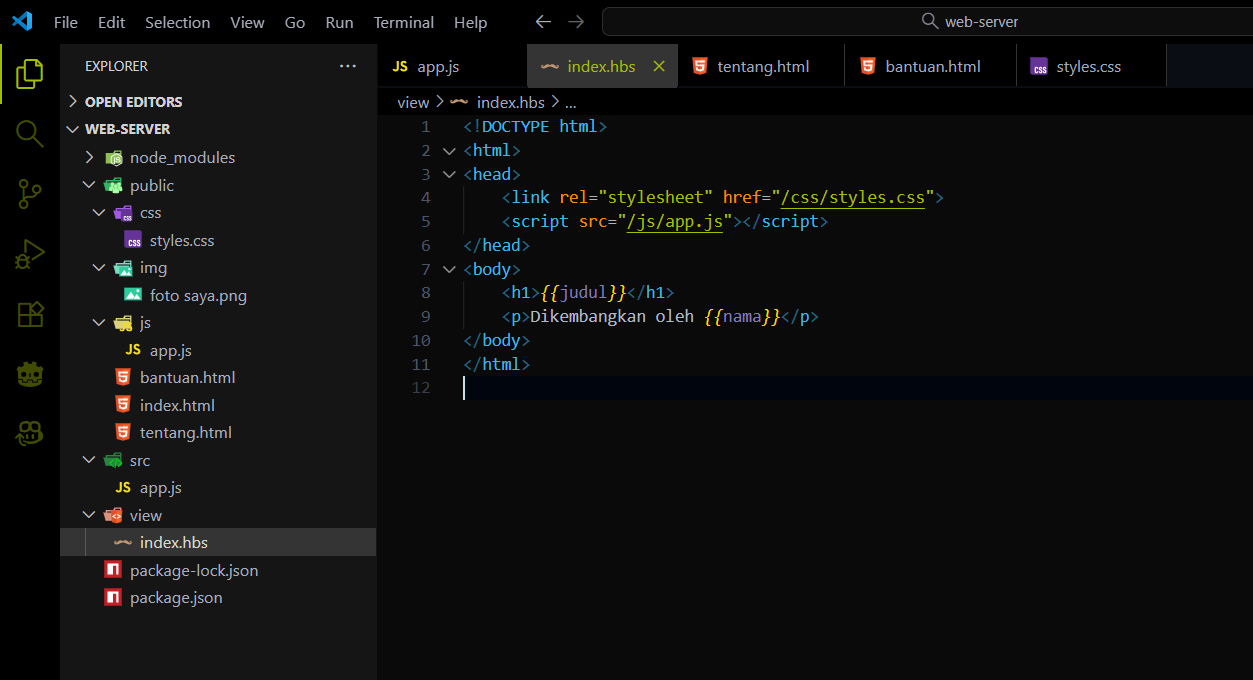 File Edit Selection View Go Run Terminal Help web-server
EXPLORER ...
JS app.js index.hbs tentang.html bantuan.html css styles.css
OPEN EDITORS
WEB-SERVER
node_modules
public
css
css styles.css
img
foto saya.png
js
JS app.js
bantuan.html
index.html
tentang.html
src
JS app.js
view
index.hbs
package-lock.json
package.json
view > index.hbs > ...
1 <!DOCTYPE html>
2 <html>
3 <head>
4 <link rel="stylesheet" href="/css/styles.css">
5 <script src="/js/app.js"></script>
6 </head>
7 <body>
8 <h1>{{judul}}</h1>
9 <p>Dikembangkan oleh {{nama}}</p>
10 </body>
11 </html>
12